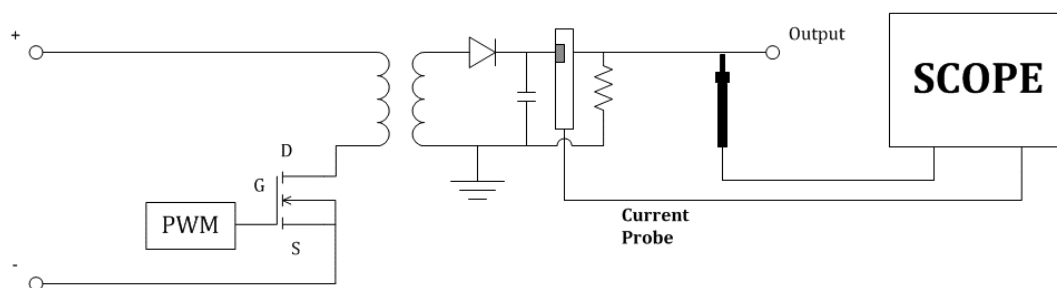 +
Output
SCOPE
D
G
PWM
S
Current
Probe
-